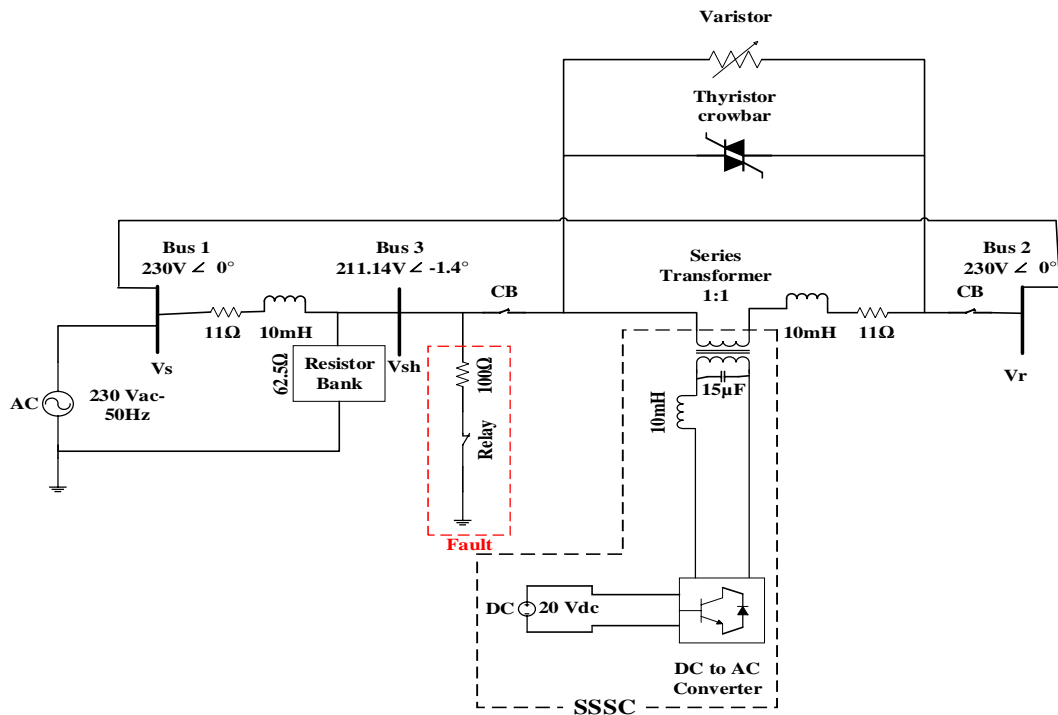 Varistor
Thyristor
crowbar
Bus 1
230V∠ 0°
Bus 3
211.14V∠ -1.4°
Series
Transformer
1:1
Bus 2
230V∠ 0°
CB
CB
11Ω
10mH
10mH
11Ω
Vs
62.5Ω
Resistor
Bank
Vsh
100Ω
15µF
Vr
AC
230 Vac-
50Hz
Relay
10mH
Fault
DC
20 Vdc
DC to AC
Converter
SSSC